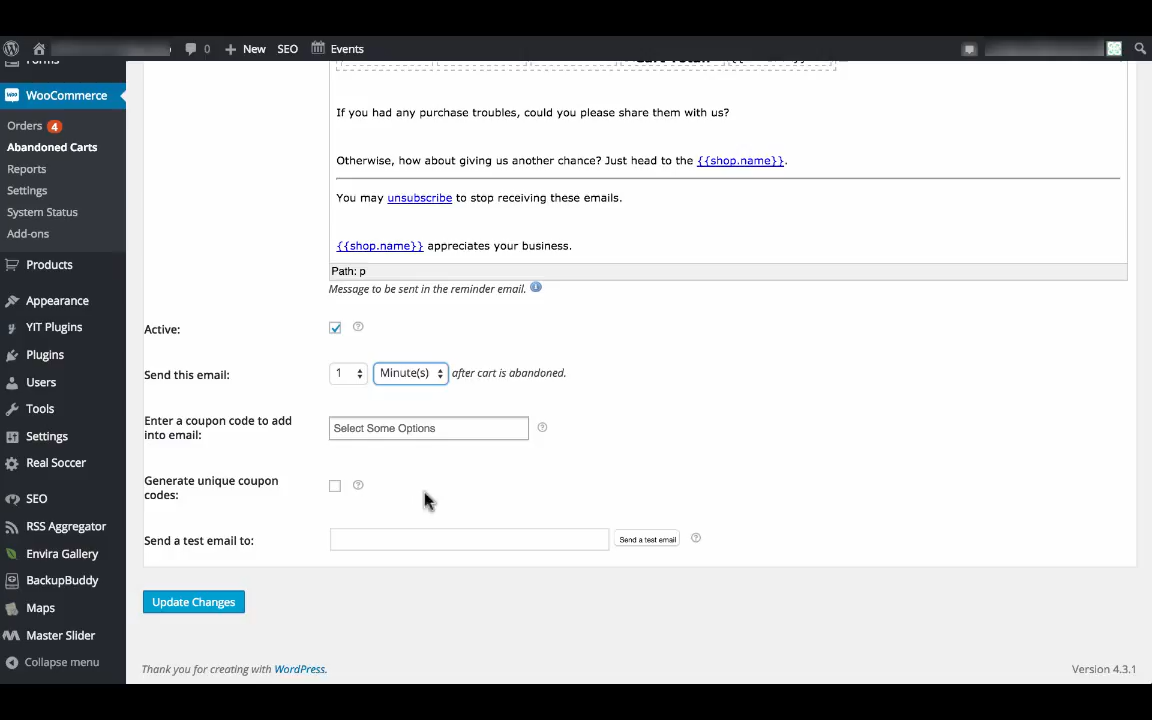 0 New SEO Events
Forms
WooCommerce
Orders 4
Abandoned Carts
Reports
Settings
System Status
Add-ons
Products
Appearance
YIT Plugins
Plugins
Users
Tools
Settings
Real Soccer
SEO
RSS Aggregator
Envira Gallery
BackupBuddy
Maps
Master Slider
Collapse menu
If you had any purchase troubles, could you please share them with us?
Otherwise, how about giving us another chance? Just head to the {{shop.name}}.
You may unsubscribe to stop receiving these emails.
{{shop.name}} appreciates your business.
Path: p
Message to be sent in the reminder email.
Active:
Send this email: 1 Minute(s) after cart is abandoned.
Enter a coupon code to add
into email:
Select Some Options
Generate unique coupon
codes:
Send a test email to: Send a test email
Update Changes
Thank you for creating with WordPress.
Version 4.3.1